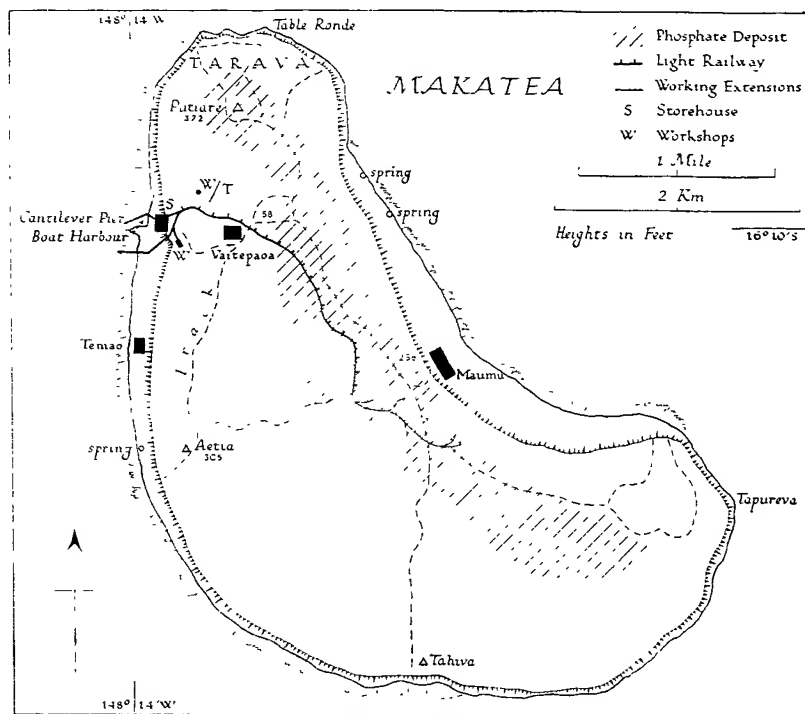 148° 14 W
Table Ronde
TARAVA
Putiare
372
MAKATEA
Phosphate Deposit
Light Railway
Working Extensions
S Storehouse
W Workshops
1 Mile
2 Km
Heights in Feet
16°10'S
spring
spring
W
T
S
58
Cantilever Pier
Boat Harbour
W
Vaitepaoa
Track
Temao
Maumu
spring
Aetia
305
Tapureva
Tahiva
148° 14'W'